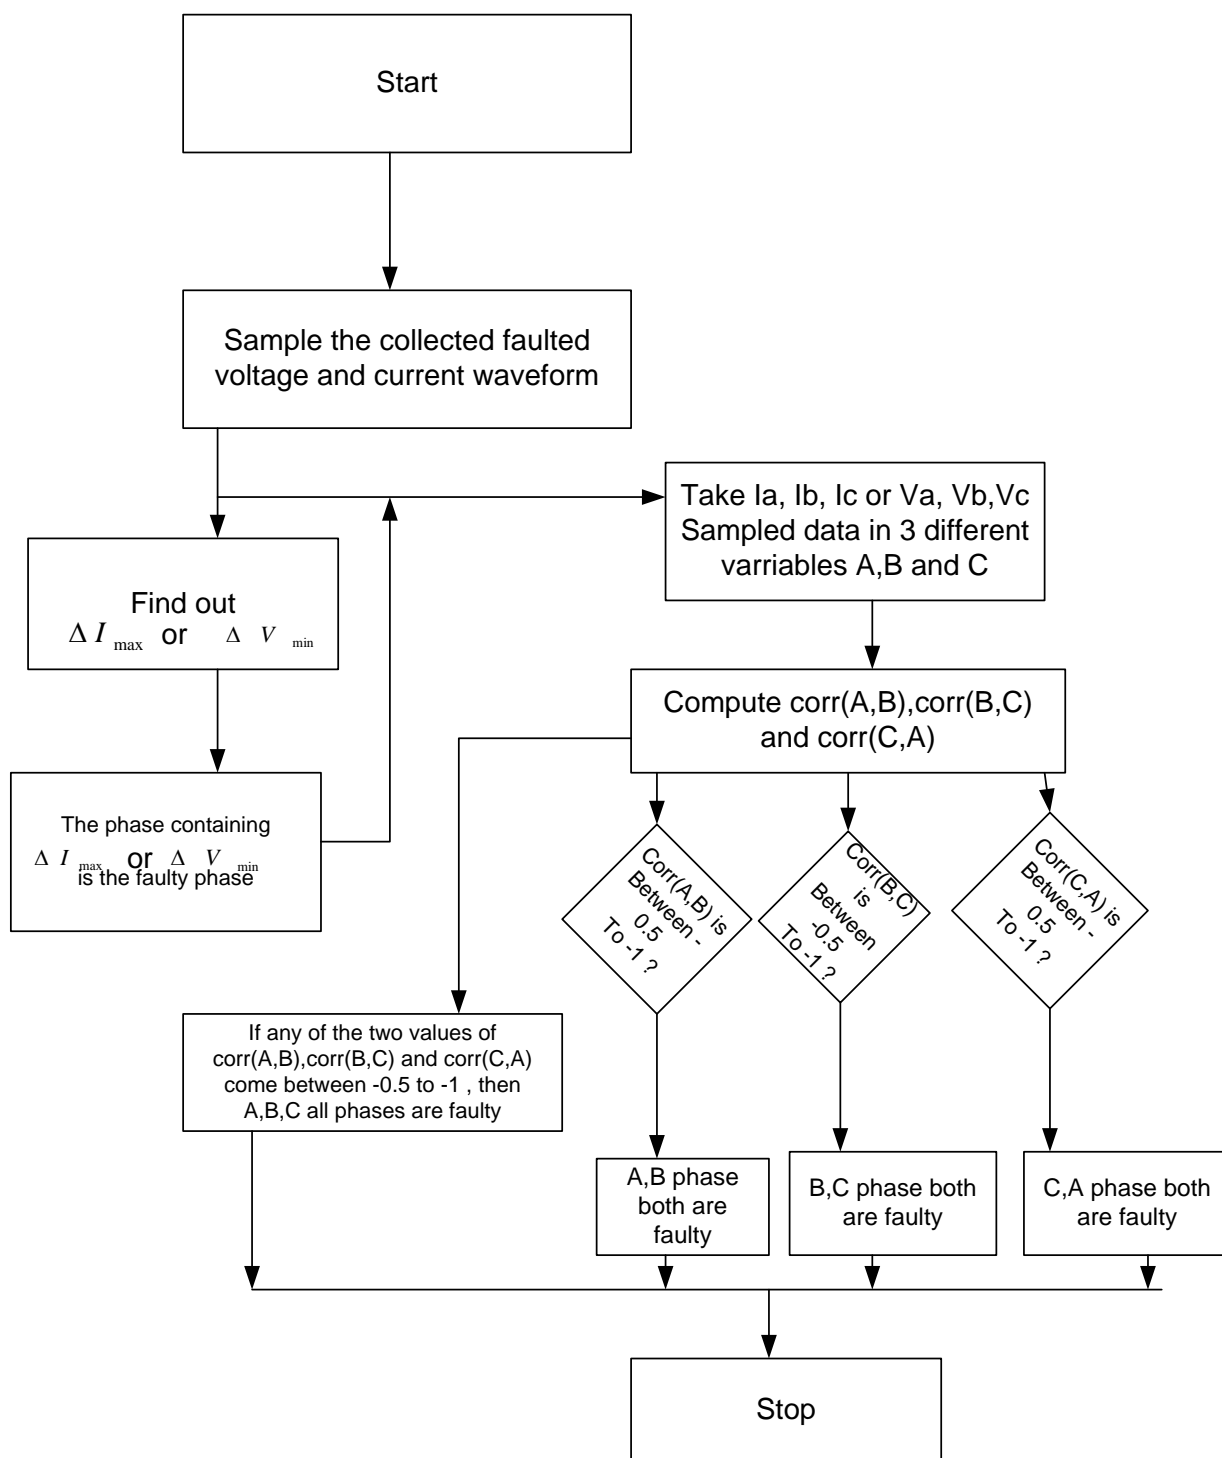 Start
Sample the collected faulted
voltage and current waveform
Take Ia, Ib, Ic or Va, Vb,Vc
Sampled data in 3 different
varriables A,B and C
Find out
Δ I max or Δ V min
Compute corr(A,B),corr(B,C)
and corr(C,A)
The phase containing
Δ I max or Δ V min
is the faulty phase
Corr(A,B) is
Between -
0.5
To -1 ?
Corr(B,C)
is
Between
-0.5
To -1 ?
Corr(C,A) is
Between -
0.5
To -1 ?
If any of the two values of
corr(A,B),corr(B,C) and corr(C,A)
come between -0.5 to -1 , then
A,B,C all phases are faulty
A,B phase
both are
faulty
B,C phase both
are faulty
C,A phase both
are faulty
Stop